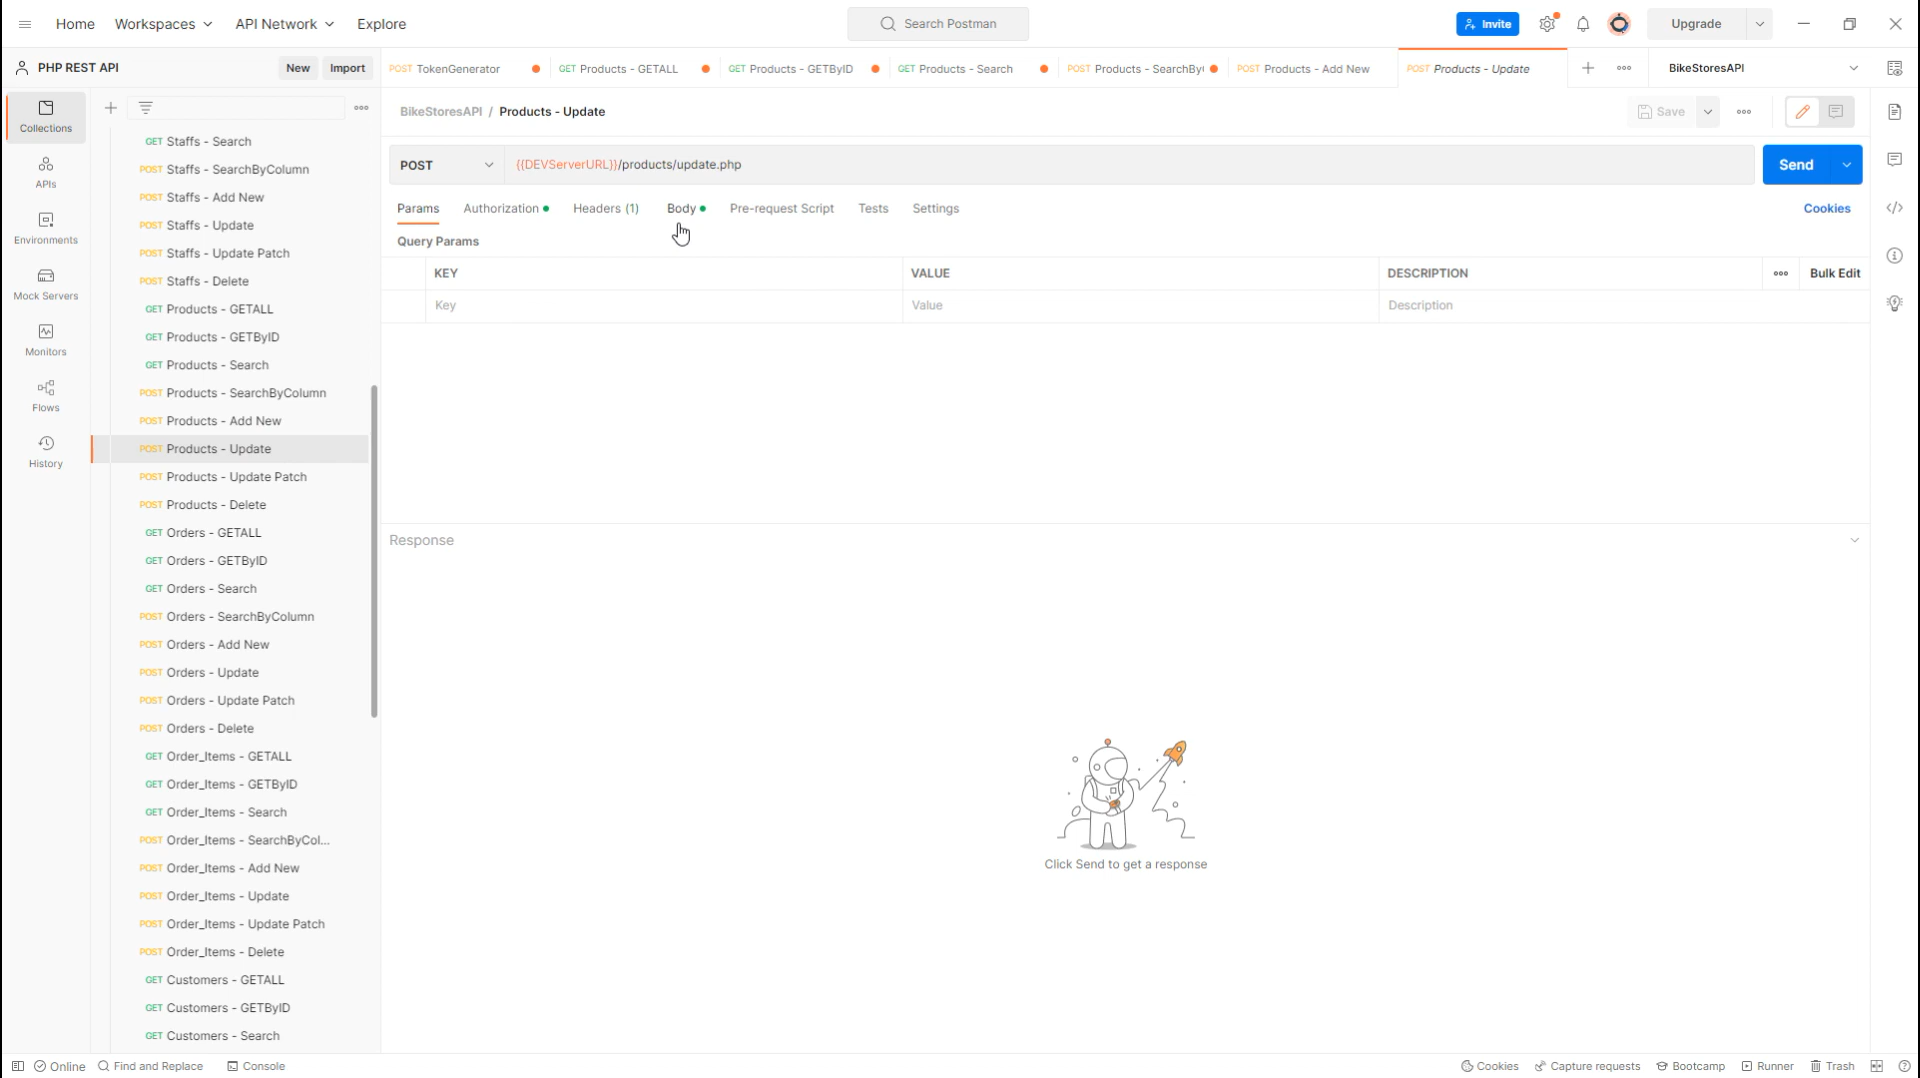 Home Workspaces API Network Explore Search Postman Invite Upgrade
PHP REST API New Import
POST TokenGenerator GET Products - GETALL GET Products - GETByID GET Products - Search POST Products - SearchBy POST Products - Add New POST Products - Update BikeStoresAPI
Collections
APIs
Environments
Mock Servers
Monitors
Flows
History
GET Staffs - Search
POST Staffs - SearchByColumn
POST Staffs - Add New
POST Staffs - Update
POST Staffs - Update Patch
POST Staffs - Delete
GET Products - GETALL
GET Products - GETByID
GET Products - Search
POST Products - SearchByColumn
POST Products - Add New
POST Products - Update
POST Products - Update Patch
POST Products - Delete
GET Orders - GETALL
GET Orders - GETByID
GET Orders - Search
POST Orders - SearchByColumn
POST Orders - Add New
POST Orders - Update
POST Orders - Update Patch
POST Orders - Delete
GET Order_Items - GETALL
GET Order_Items - GETByID
GET Order_Items - Search
POST Order_Items - SearchByCol...
POST Order_Items - Add New
POST Order_Items - Update
POST Order_Items - Update Patch
POST Order_Items - Delete
GET Customers - GETALL
GET Customers - GETByID
GET Customers - Search
BikeStoresAPI / Products - Update Save
POST {{DEVServerURL}}/products/update.php Send
Params Authorization Headers (1) Body Pre-request Script Tests Settings Cookies
Query Params
KEY VALUE DESCRIPTION Bulk Edit
Key Value Description
Response
Click Send to get a response
Online Find and Replace Console Cookies Capture requests Bootcamp Runner Trash